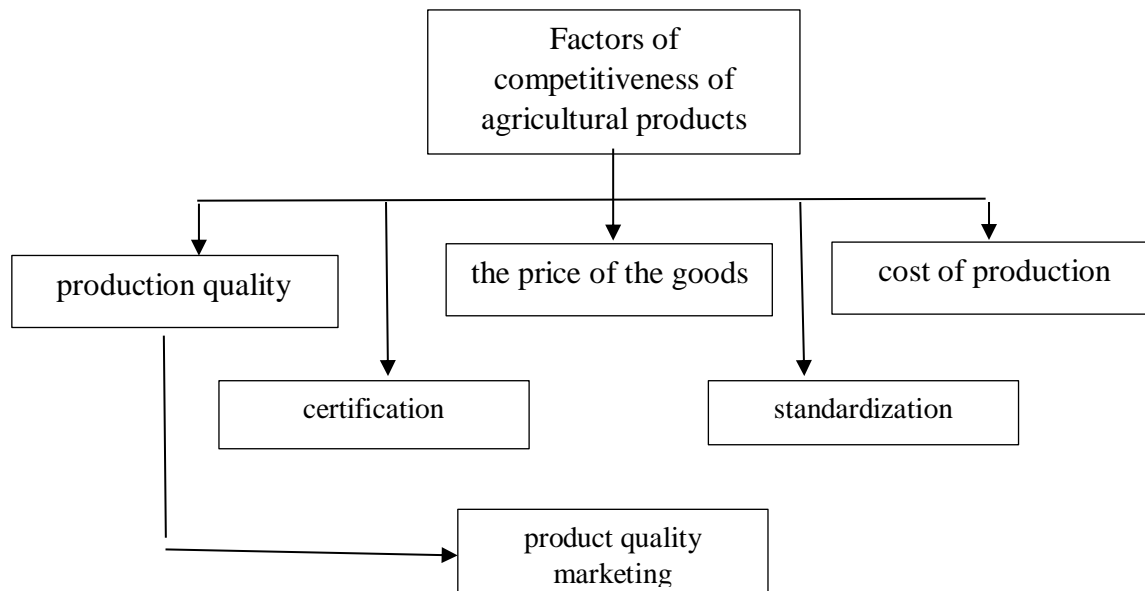 Factors of
competitiveness of
agricultural products
production quality
the price of the goods
cost of production
certification
standardization
product quality
marketing